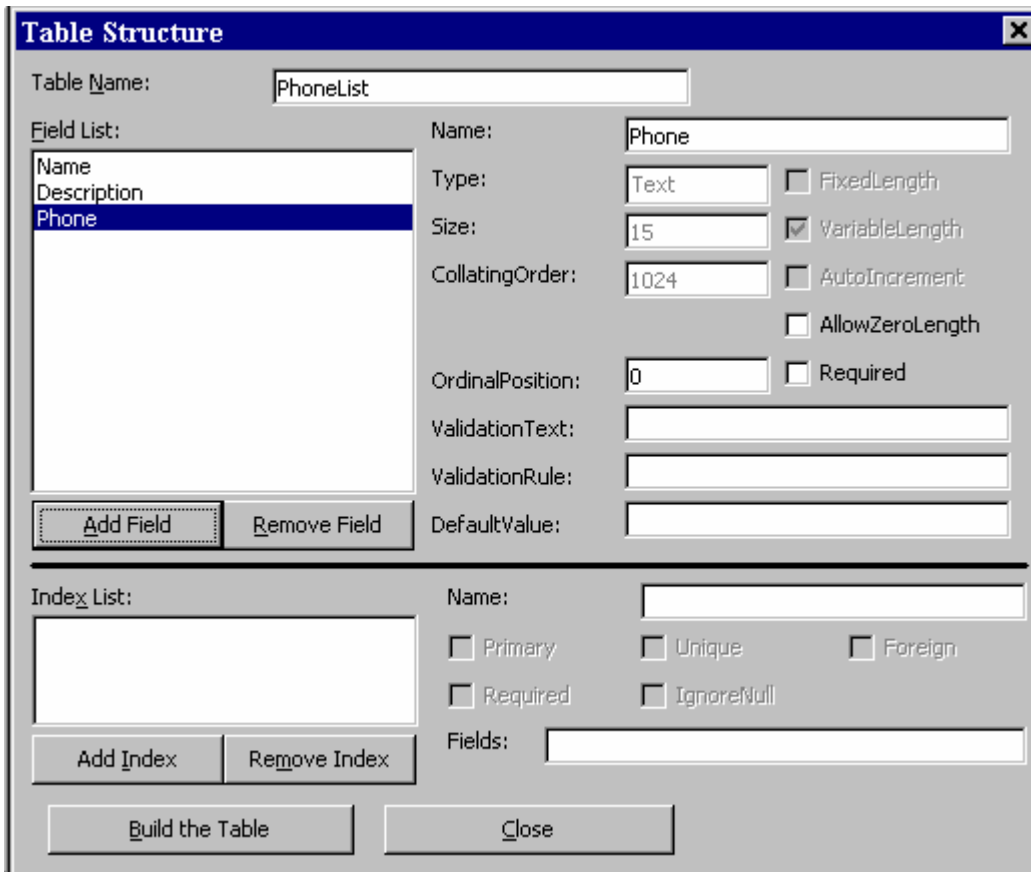 Table Structure
Table Name: PhoneList
Field List:
Name
Description
Phone
Add Field Remove Field
Name: Phone
Type: Text FixedLength
Size: 15 VariableLength
CollatingOrder: 1024 AutoIncrement
AllowZeroLength
OrdinalPosition: 0 Required
ValidationText:
ValidationRule:
DefaultValue:
Index List:
Add Index Remove Index
Name:
Primary Unique Foreign
Required IgnoreNull
Fields:
Build the Table Close